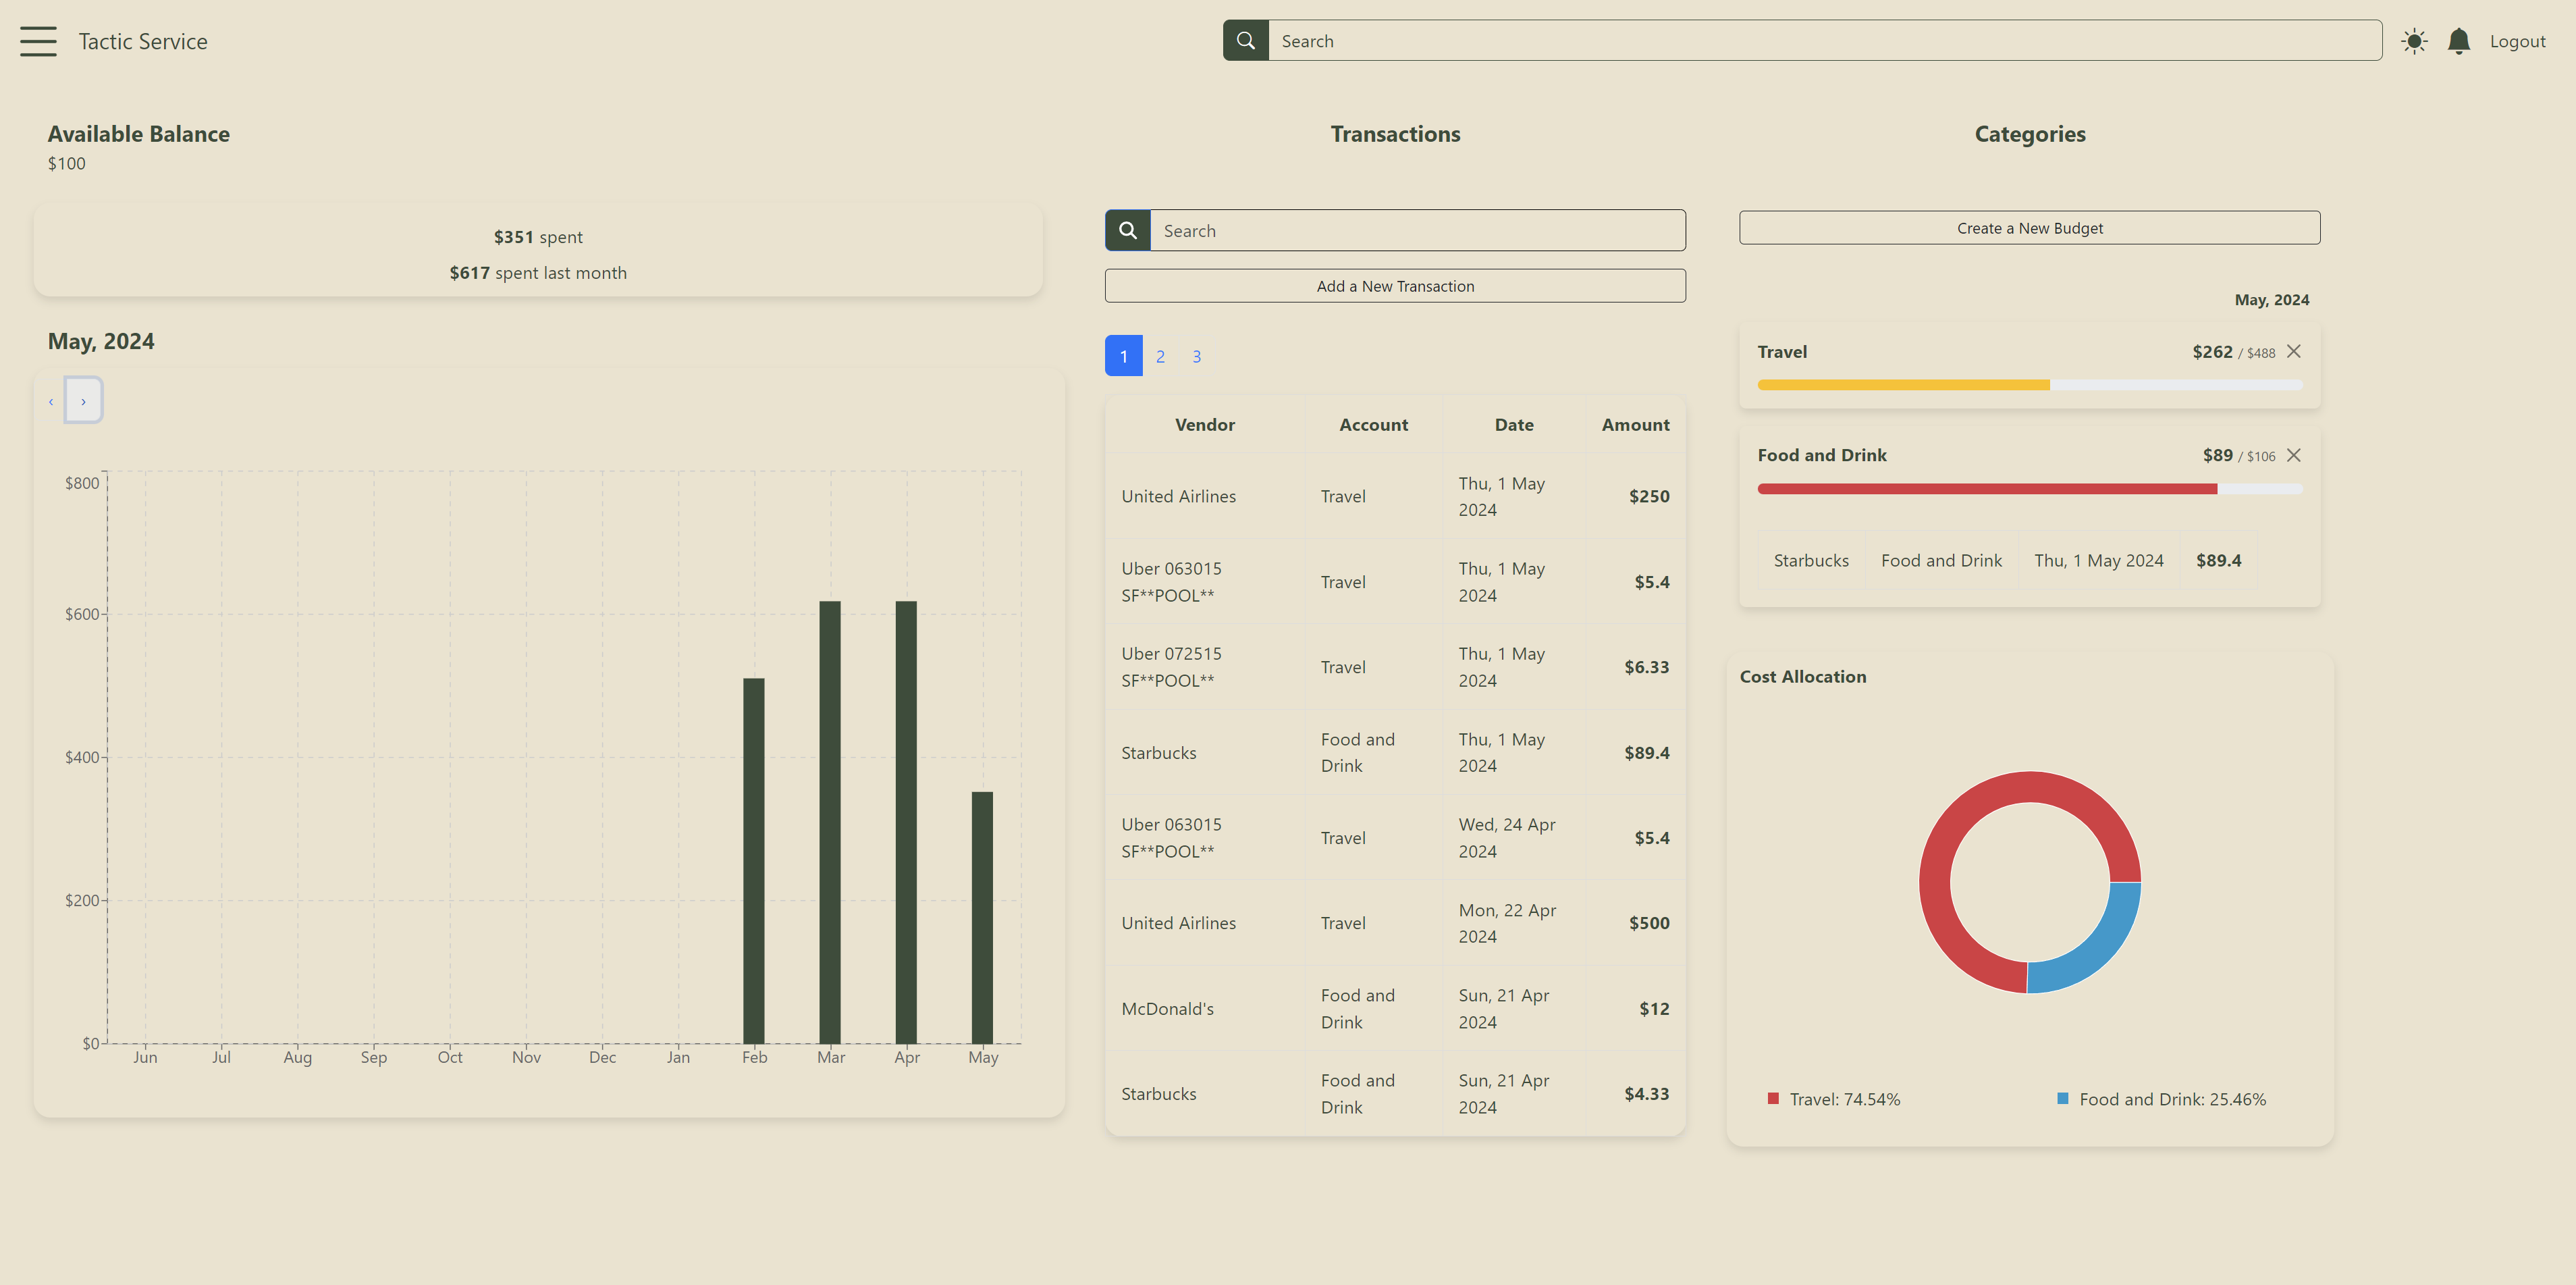 Tactic Service
Search
Logout
Available Balance
$100
$351 spent
$617 spent last month
May, 2024
‹ ›
$800
$600
$400
$200
$0
Jun Jul Aug Sep Oct Nov Dec Jan Feb Mar Apr May
Transactions
Search
Add a New Transaction
1 2 3
Vendor Account Date Amount
United Airlines Travel Thu, 1 May 2024 $250
Uber 063015 SF**POOL** Travel Thu, 1 May 2024 $5.4
Uber 072515 SF**POOL** Travel Thu, 1 May 2024 $6.33
Starbucks Food and Drink Thu, 1 May 2024 $89.4
Uber 063015 SF**POOL** Travel Wed, 24 Apr 2024 $5.4
United Airlines Travel Mon, 22 Apr 2024 $500
McDonald's Food and Drink Sun, 21 Apr 2024 $12
Starbucks Food and Drink Sun, 21 Apr 2024 $4.33
Categories
Create a New Budget
May, 2024
Travel $262 / $488
Food and Drink $89 / $106
Starbucks Food and Drink Thu, 1 May 2024 $89.4
Cost Allocation
Travel: 74.54% Food and Drink: 25.46%